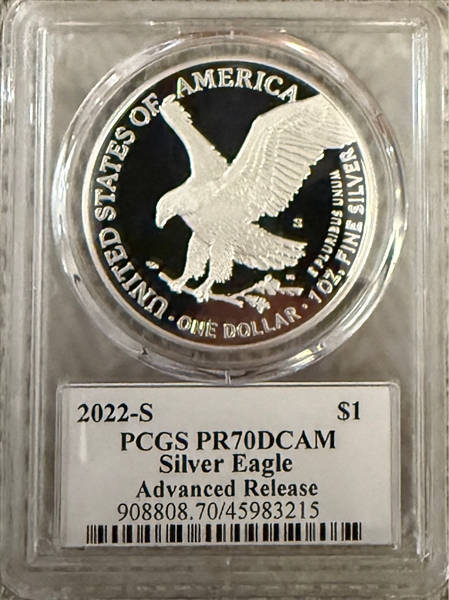 UNITED STATES OF AMERICA
S
E PLURIBUS UNUM
1 OZ. FINE SILVER
· ONE DOLLAR ·
2022-S $1
PCGS PR70DCAM
Silver Eagle
Advanced Release
908808.70/45983215